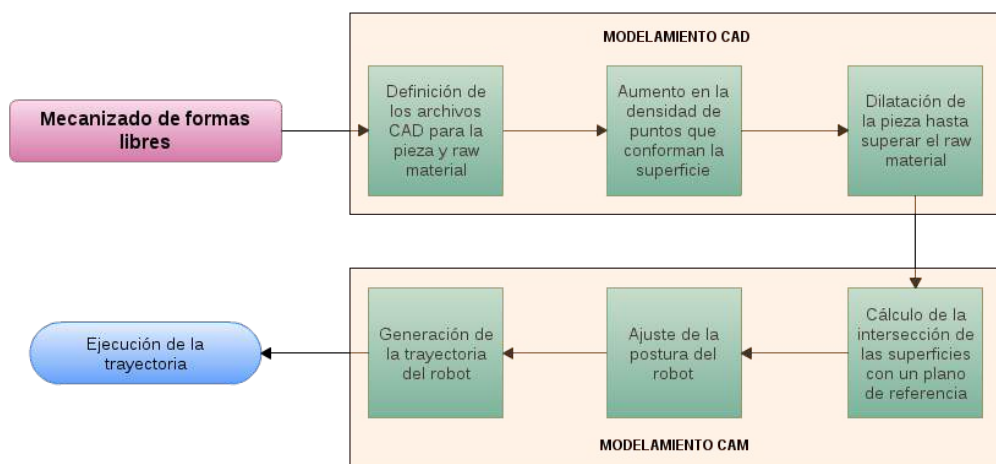 MODELAMIENTO CAD
Mecanizado de formas
libres
Definición de
los archivos
CAD para la
pieza y raw
material
Aumento en la
densidad de
puntos que
conforman la
superficie
Dilatación de
la pieza hasta
superar el raw
material
Cálculo de la
intersección de
las superficies
con un plano
de referencia
Ajuste de la
postura del
robot
Generación de
la trayectoria
del robot
Ejecución de la
trayectoria
MODELAMIENTO CAM